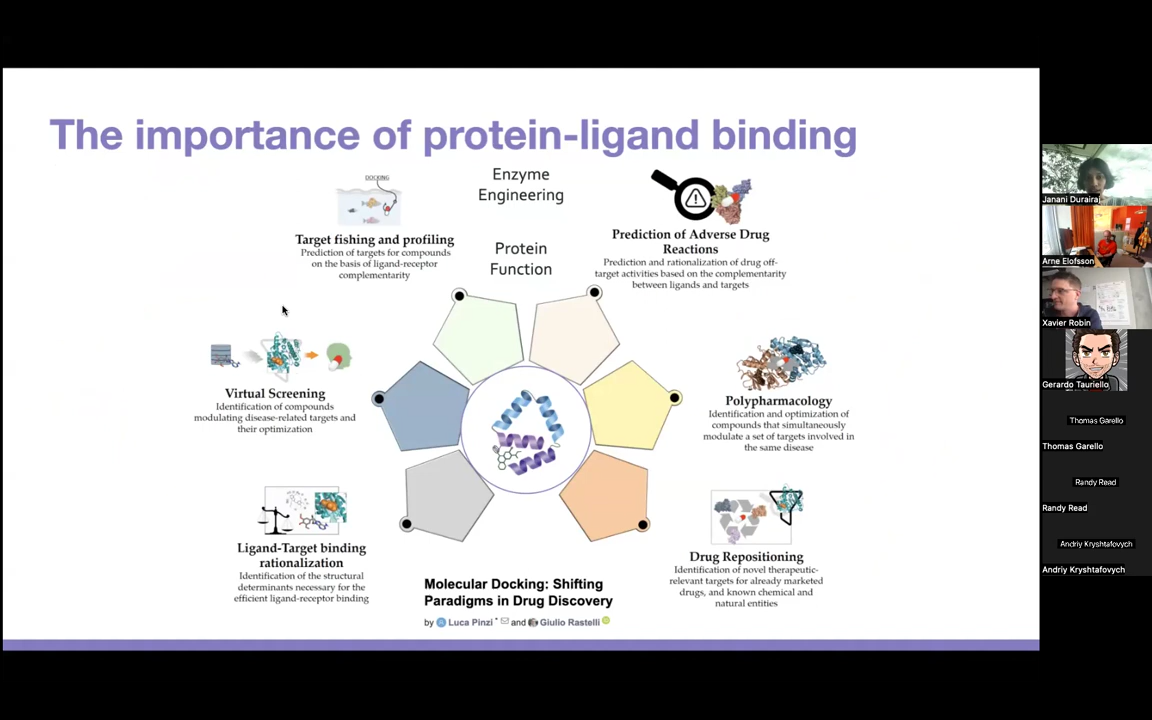 The importance of protein-ligand binding
Enzyme
Engineering
Protein
Function
DOCKING
Target fishing and profiling
Prediction of targets for compounds
on the basis of ligand-receptor
complementarity
Prediction of Adverse Drug
Reactions
Prediction and rationalization of drug off-
target activities based on the complementarity
between ligands and targets
Virtual Screening
Identification of compounds
modulating disease-related targets and
their optimization
Polypharmacology
Identification and optimization of
compounds that simultaneously
modulate a set of targets involved in
the same disease
Ligand-Target binding
rationalization
Identification of the structural
determinants necessary for the
efficient ligand-receptor binding
Drug Repositioning
Identification of novel therapeutic-
relevant targets for already marketed
drugs, and known chemical and
natural entities
Molecular Docking: Shifting
Paradigms in Drug Discovery
by Luca Pinzi * and Giulio Rastelli
Janani Durairaj
Arne Elofsson
Xavier Robin
Gerardo Tauriello
Thomas Garello
Thomas Garello
Randy Read
Randy Read
Andriy Kryshtafovych
Andriy Kryshtafovych